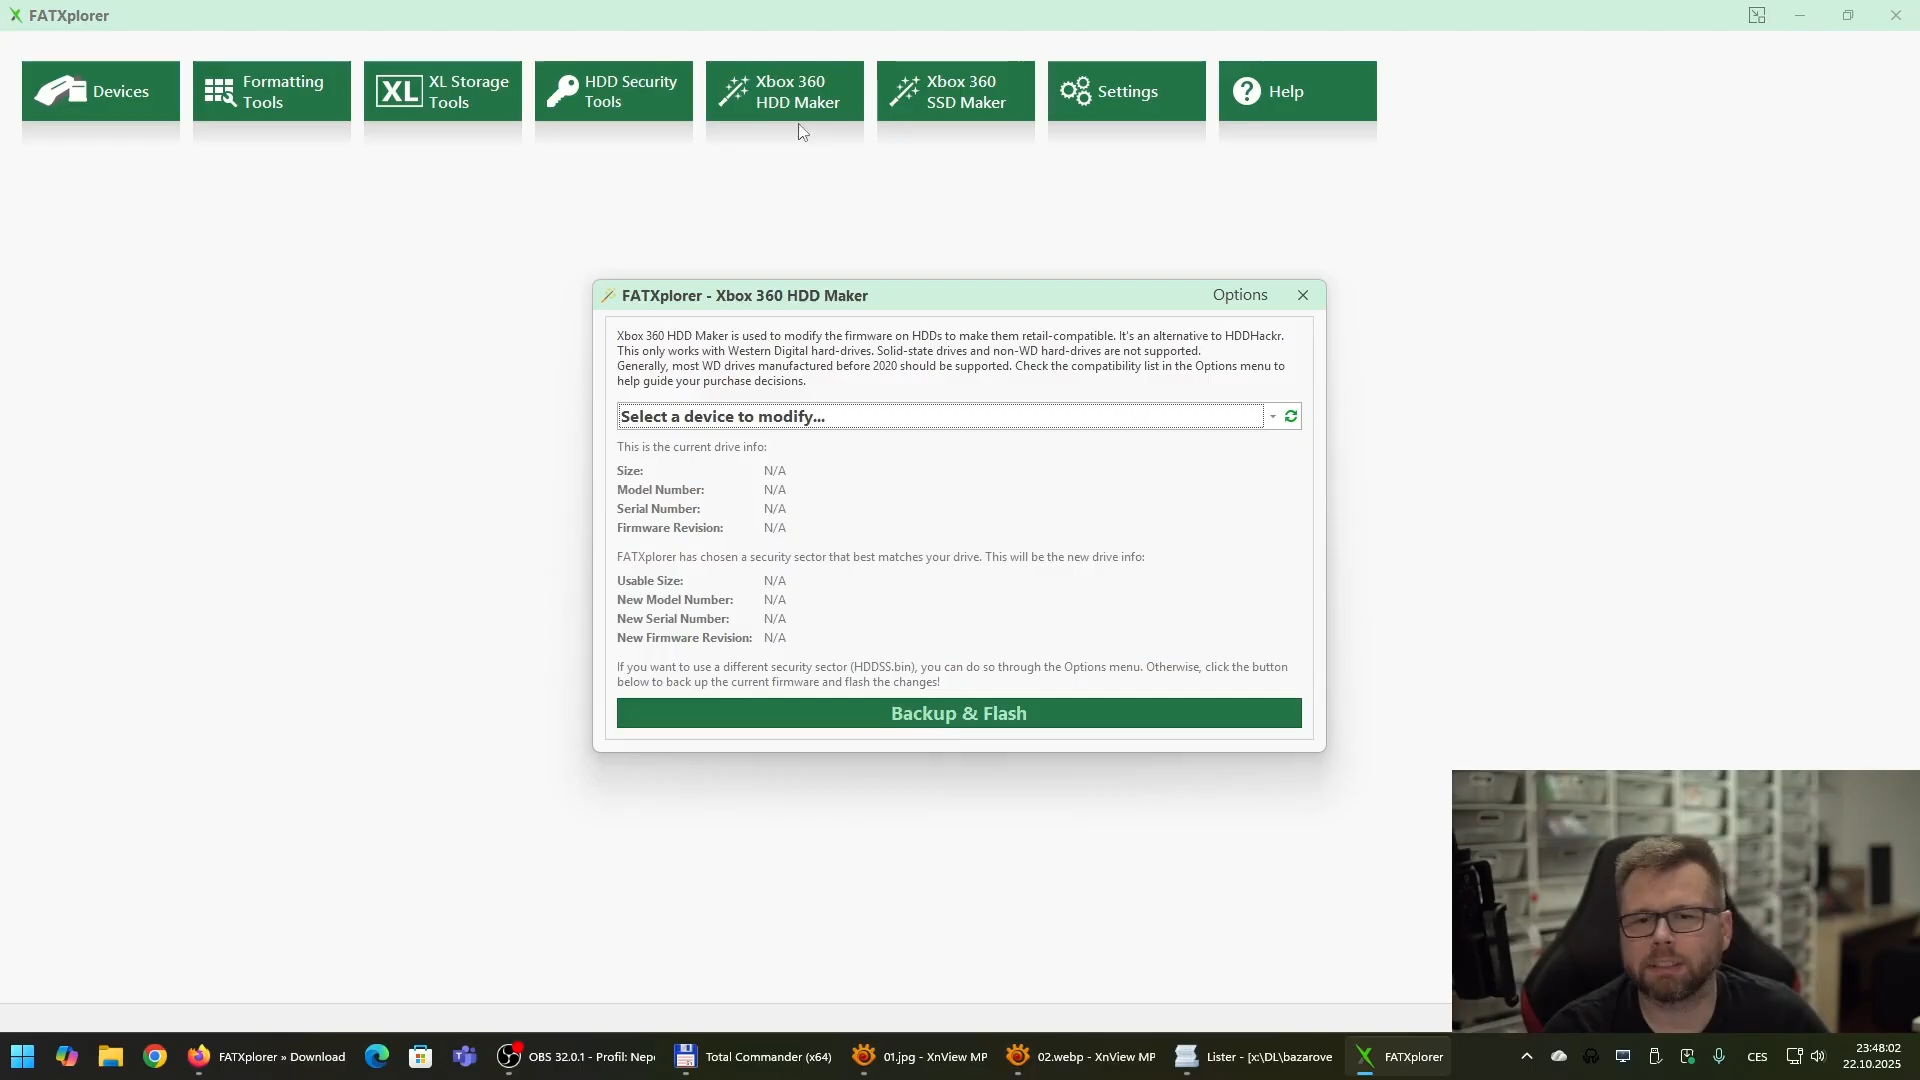 FATXplorer
Devices
Formatting
Tools
XL
XL Storage
Tools
HDD Security
Tools
Xbox 360
HDD Maker
Xbox 360
SSD Maker
Settings
? Help
FATXplorer - Xbox 360 HDD Maker
Options
Xbox 360 HDD Maker is used to modify the firmware on HDDs to make them retail-compatible. It's an alternative to HDDHackr.
This only works with Western Digital hard-drives. Solid-state drives and non-WD hard-drives are not supported.
Generally, most WD drives manufactured before 2020 should be supported. Check the compatibility list in the Options menu to
help guide your purchase decisions.
Select a device to modify...
This is the current drive info:
Size: N/A
Model Number: N/A
Serial Number: N/A
Firmware Revision: N/A
FATXplorer has chosen a security sector that best matches your drive. This will be the new drive info:
Usable Size: N/A
New Model Number: N/A
New Serial Number: N/A
New Firmware Revision: N/A
If you want to use a different security sector (HDDSS.bin), you can do so through the Options menu. Otherwise, click the button
below to back up the current firmware and flash the changes!
Backup & Flash
FATXplorer » Download
OBS 32.0.1 - Profil: Nepo
Total Commander (x64)
01.jpg - XnView MP
02.webp - XnView MP
Lister - [x:\DL\bazarove
FATXplorer
CES
23:48:02
22.10.2025